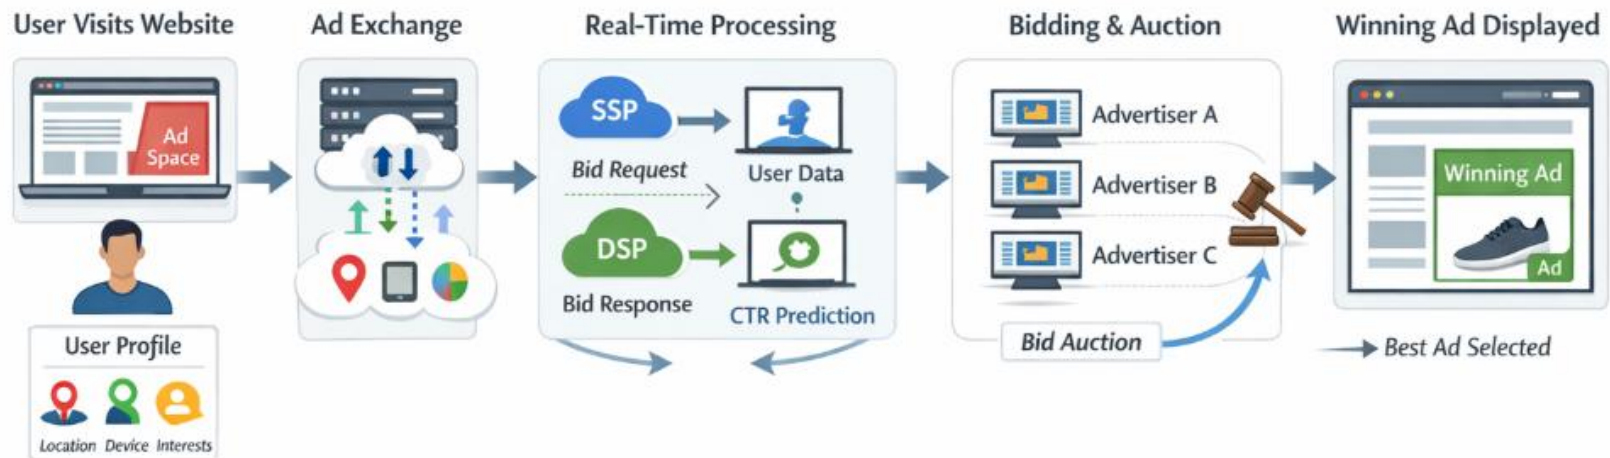 User Visits Website
Ad
Space
User Profile
Location Device Interests
Ad Exchange
Real-Time Processing
SSP
Bid Request
User Data
DSP
Bid Response
CTR Prediction
Bidding & Auction
Advertiser A
Advertiser B
Advertiser C
Bid Auction
Winning Ad Displayed
Winning Ad
Ad
Best Ad Selected